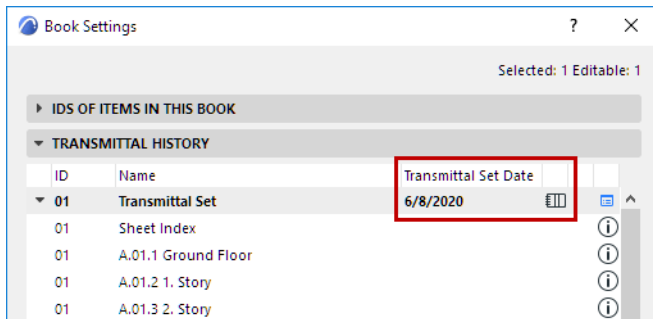 Book Settings ? ×
Selected: 1 Editable: 1
IDS OF ITEMS IN THIS BOOK
TRANSMITTAL HISTORY
ID Name Transmittal Set Date
01 Transmittal Set 6/8/2020
01 Sheet Index
01 A.01.1 Ground Floor
01 A.01.2 1. Story
01 A.01.3 2. Story